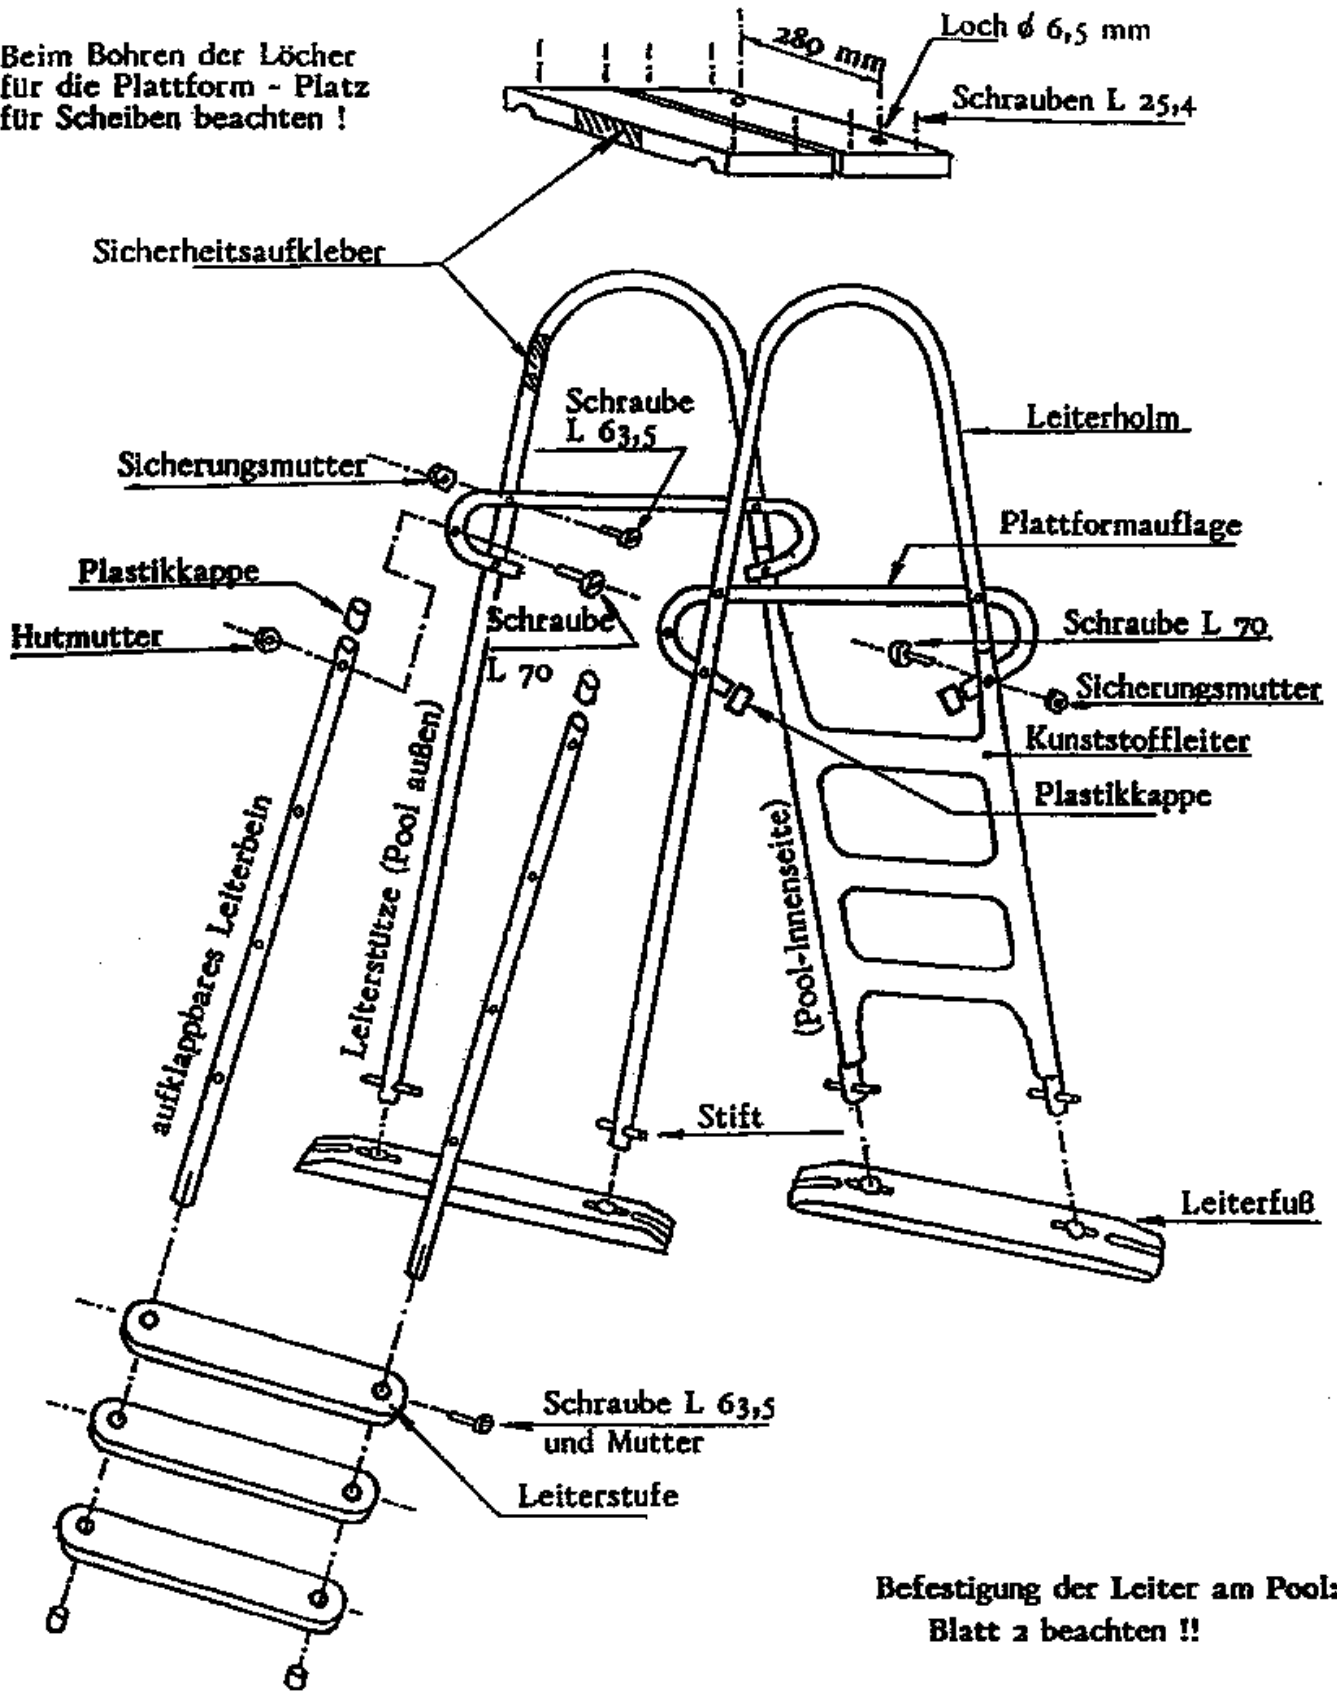 Beim Bohren der Löcher
für die Plattform - Platz
für Scheiben beachten !
280 mm
Loch ϕ 6,5 mm
Schrauben L 25,4
Sicherheitsaufkleber
Schraube
L 63,5
Leiterholm
Sicherungsmutter
Plattformauflage
Plastikkappe
Hutmutter
Schraube
L 70
Schraube L 70
Sicherungsmutter
Kunststoffleiter
Plastikkappe
aufklappbares Leiterbein
Leiterstütze (Pool außen)
(Pool-Innenseite)
Stift
Leiterfuß
Schraube L 63,5
und Mutter
Leiterstufe
Befestigung der Leiter am Pool:
Blatt 2 beachten !!